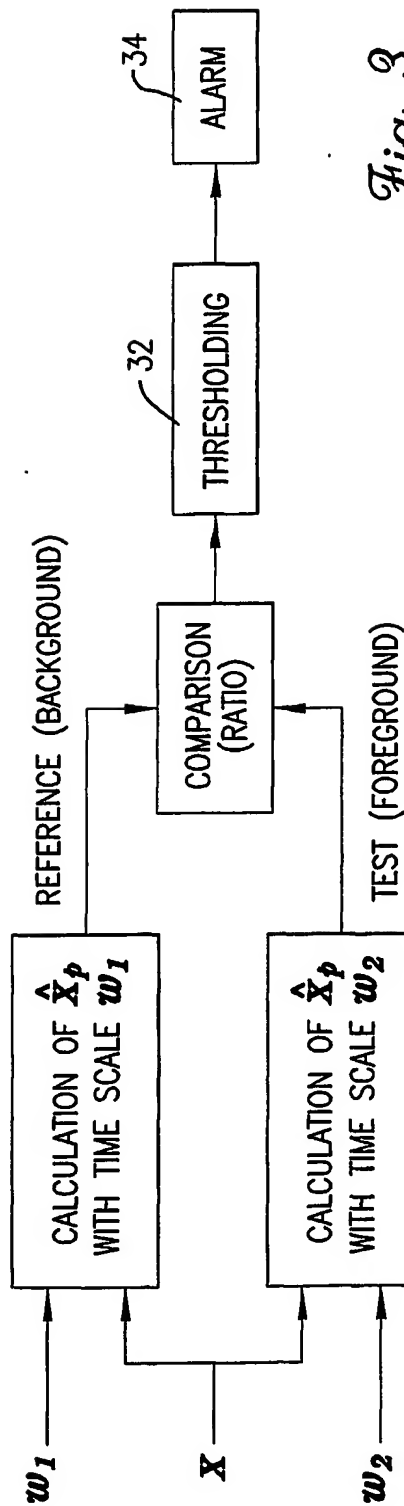 w1
X
w2
CALCULATION OF X̂p
WITH TIME SCALE w1
CALCULATION OF X̂p
WITH TIME SCALE w2
REFERENCE (BACKGROUND)
TEST (FOREGROUND)
COMPARISON
(RATIO)
32
THRESHOLDING
34
ALARM
Fig. 3